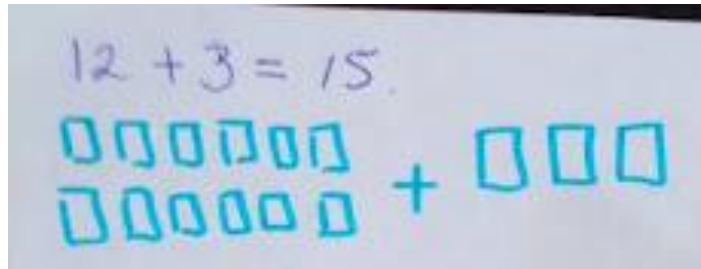 12 + 3 = 15.
+